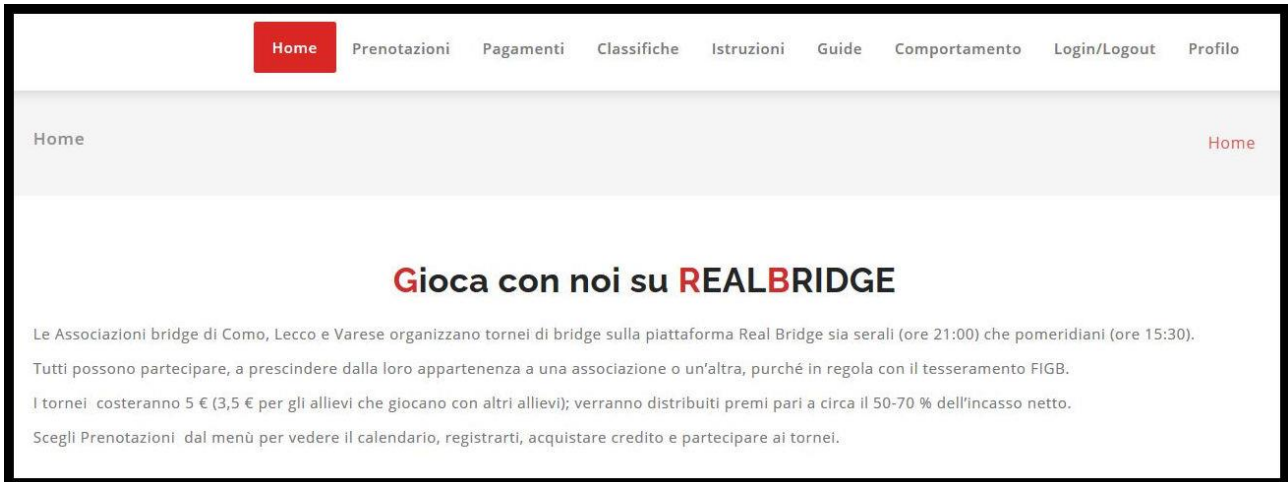 Home Prenotazioni Pagamenti Classifiche Istruzioni Guide Comportamento Login/Logout Profilo
Home Home
Gioca con noi su REALBRIDGE
Le Associazioni bridge di Como, Lecco e Varese organizzano tornei di bridge sulla piattaforma Real Bridge sia serali (ore 21:00) che pomeridiani (ore 15:30).
Tutti possono partecipare, a prescindere dalla loro appartenenza a una associazione o un'altra, purché in regola con il tesseramento FIGB.
I tornei costeranno 5 € (3,5 € per gli allievi che giocano con altri allievi); verranno distribuiti premi pari a circa il 50-70 % dell'incasso netto.
Scegli Prenotazioni dal menù per vedere il calendario, registrarti, acquistare credito e partecipare ai tornei.